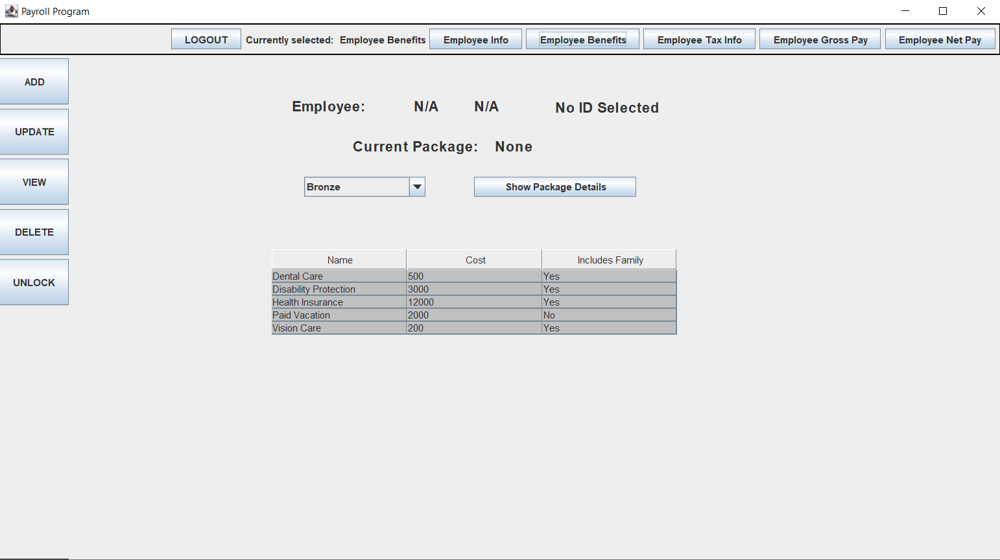 Payroll Program
LOGOUT Currently selected: Employee Benefits Employee Info Employee Benefits Employee Tax Info Employee Gross Pay Employee Net Pay
ADD
UPDATE
VIEW
DELETE
UNLOCK
Employee: N/A N/A No ID Selected
Current Package: None
Bronze Show Package Details
Name Cost Includes Family
Dental Care 500 Yes
Disability Protection 3000 Yes
Health Insurance 12000 Yes
Paid Vacation 2000 No
Vision Care 200 Yes